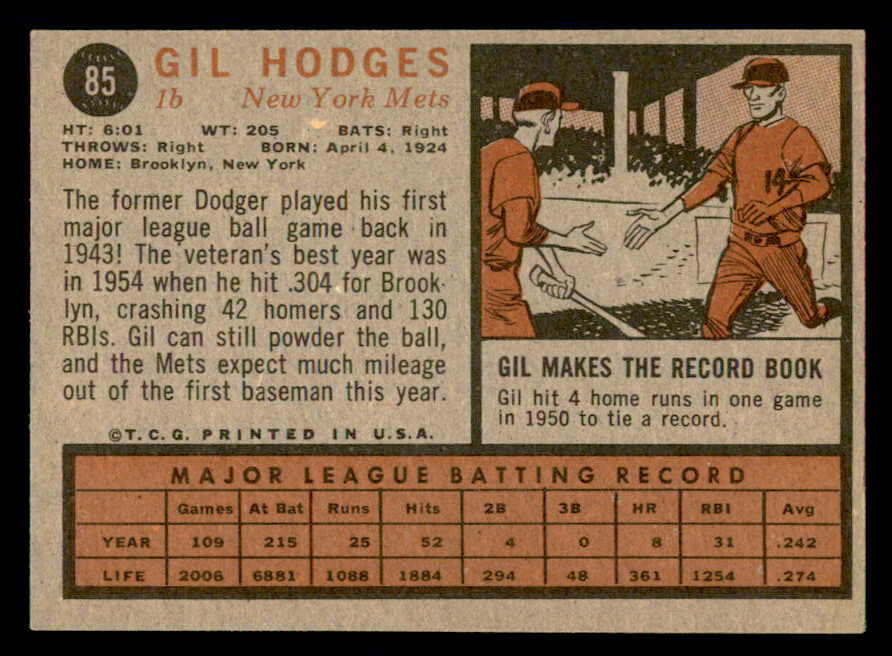 85
GIL HODGES
1b New York Mets
HT: 6:01 WT: 205 BATS: Right
THROWS: Right BORN: April 4, 1924
HOME: Brooklyn, New York
The former Dodger played his first
major league ball game back in
1943! The veteran's best year was
in 1954 when he hit .304 for Brook-
lyn, crashing 42 homers and 130
RBIs. Gil can still powder the ball,
and the Mets expect much mileage
out of the first baseman this year.
©T.C.G. PRINTED IN U.S.A.
14
GIL MAKES THE RECORD BOOK
Gil hit 4 home runs in one game
in 1950 to tie a record.
MAJOR LEAGUE BATTING RECORD
Games At Bat Runs Hits 2B 3B HR RBI Avg
YEAR 109 215 25 52 4 0 8 31 .242
LIFE 2006 6881 1088 1884 294 48 361 1254 .274